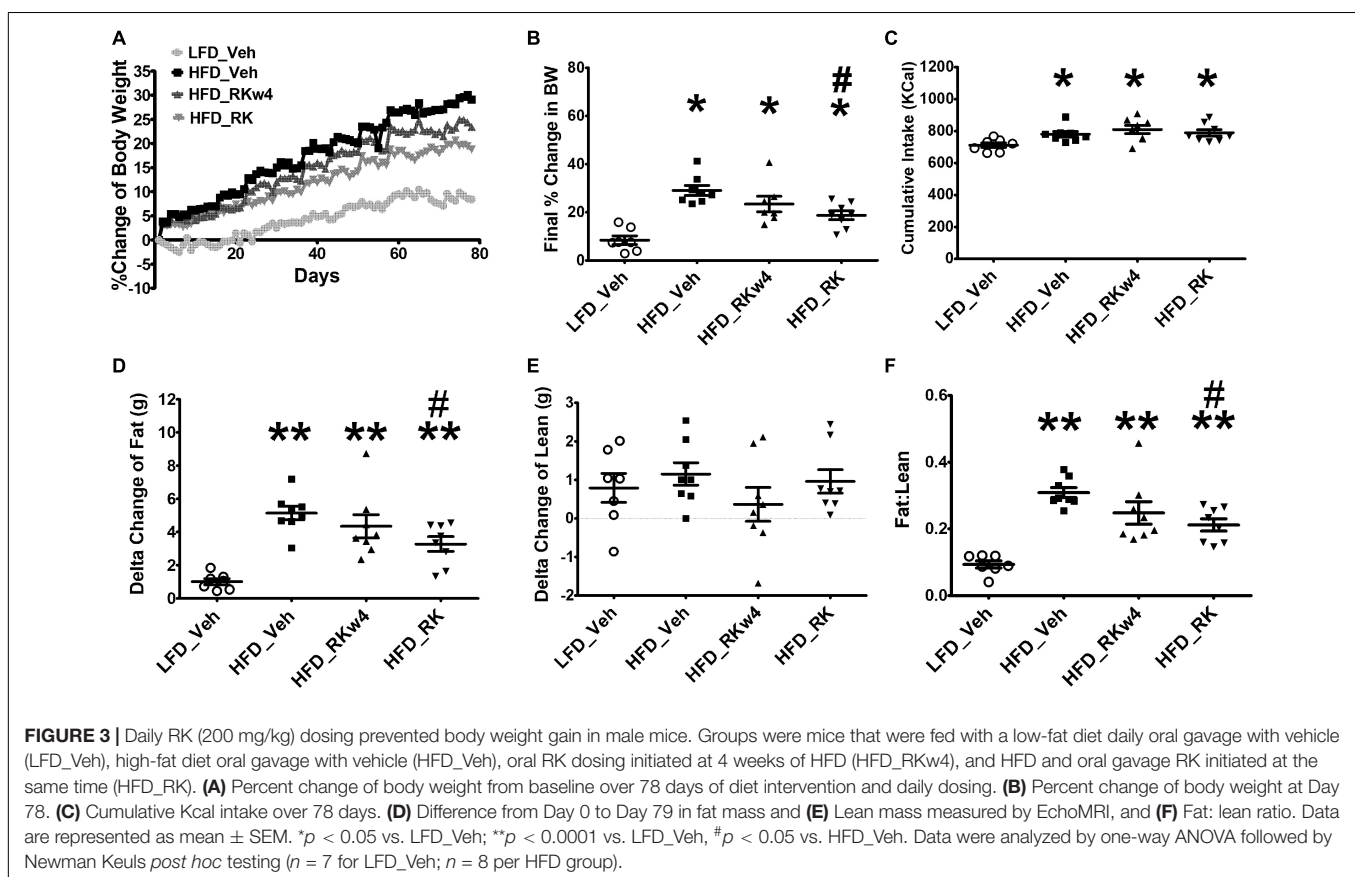 A
LFD_Veh
HFD_Veh
HFD_RKw4
HFD_RK
%Change of Body Weight
35
30
25
20
15
10
5
0
-5
-10
20
40
60
80
Days
B
Final % Change in BW
80
60
40
20
0
*
*
#
*
LFD_Veh
HFD_Veh
HFD_RKw4
HFD_RK
C
Cumulative Intake (KCal)
1200
1000
800
600
400
200
0
*
*
*
LFD_Veh
HFD_Veh
HFD_RKw4
HFD_RK
D
Delta Change of Fat (g)
12
10
8
6
4
2
0
**
**
#
**
LFD_Veh
HFD_Veh
HFD_RKw4
HFD_RK
E
Delta Change of Lean (g)
3
2
1
0
-1
-2
LFD_Veh
HFD_Veh
HFD_RKw4
HFD_RK
F
Fat:Lean
0.6
0.4
0.2
0.0
**
**
#
**
LFD_Veh
HFD_Veh
HFD_RKw4
HFD_RK
FIGURE 3 | Daily RK (200 mg/kg) dosing prevented body weight gain in male mice. Groups were mice that were fed with a low-fat diet daily oral gavage with vehicle
(LFD_Veh), high-fat diet oral gavage with vehicle (HFD_Veh), oral RK dosing initiated at 4 weeks of HFD (HFD_RKw4), and HFD and oral gavage RK initiated at the
same time (HFD_RK). (A) Percent change of body weight from baseline over 78 days of diet intervention and daily dosing. (B) Percent change of body weight at Day
78. (C) Cumulative Kcal intake over 78 days. (D) Difference from Day 0 to Day 79 in fat mass and (E) Lean mass measured by EchoMRI, and (F) Fat: lean ratio. Data
are represented as mean ± SEM. *p < 0.05 vs. LFD_Veh; **p < 0.0001 vs. LFD_Veh, #p < 0.05 vs. HFD_Veh. Data were analyzed by one-way ANOVA followed by
Newman Keuls post hoc testing (n = 7 for LFD_Veh; n = 8 per HFD group).